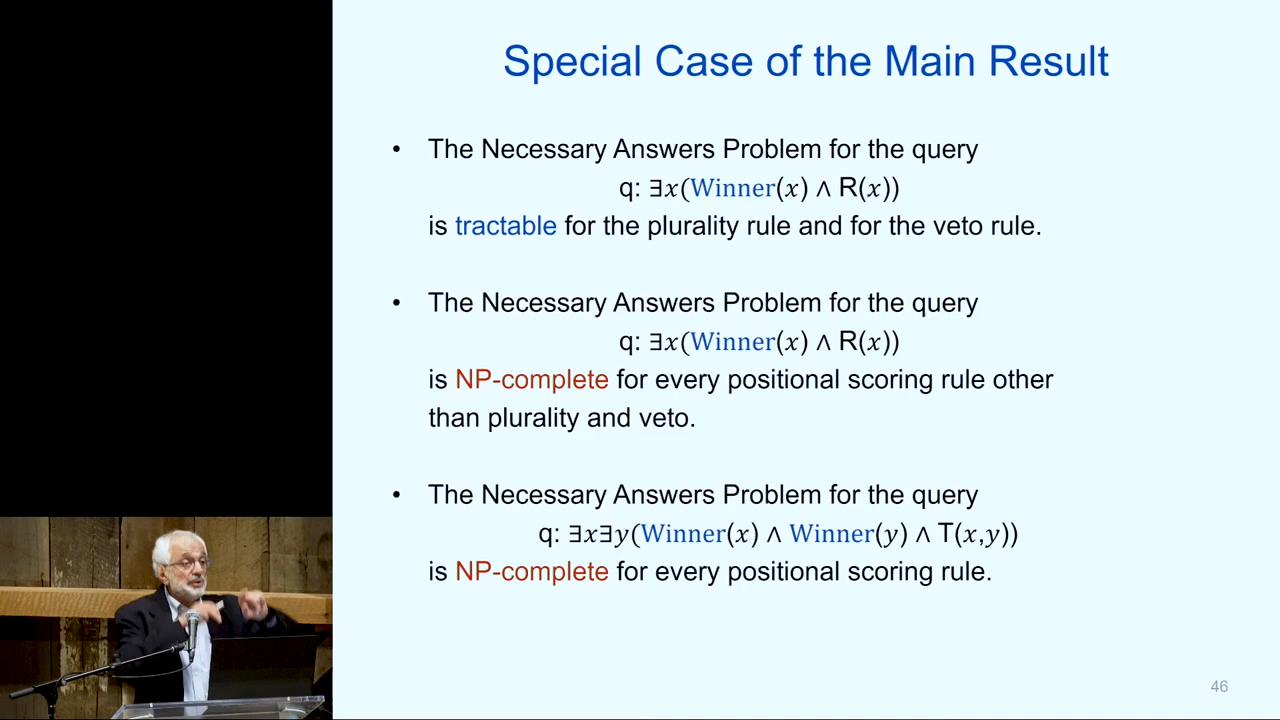 Special Case of the Main Result
• The Necessary Answers Problem for the query
q: ∃x(Winner(x) ∧ R(x))
is tractable for the plurality rule and for the veto rule.
• The Necessary Answers Problem for the query
q: ∃x(Winner(x) ∧ R(x))
is NP-complete for every positional scoring rule other
than plurality and veto.
• The Necessary Answers Problem for the query
q: ∃x∃y(Winner(x) ∧ Winner(y) ∧ T(x,y))
is NP-complete for every positional scoring rule.
46